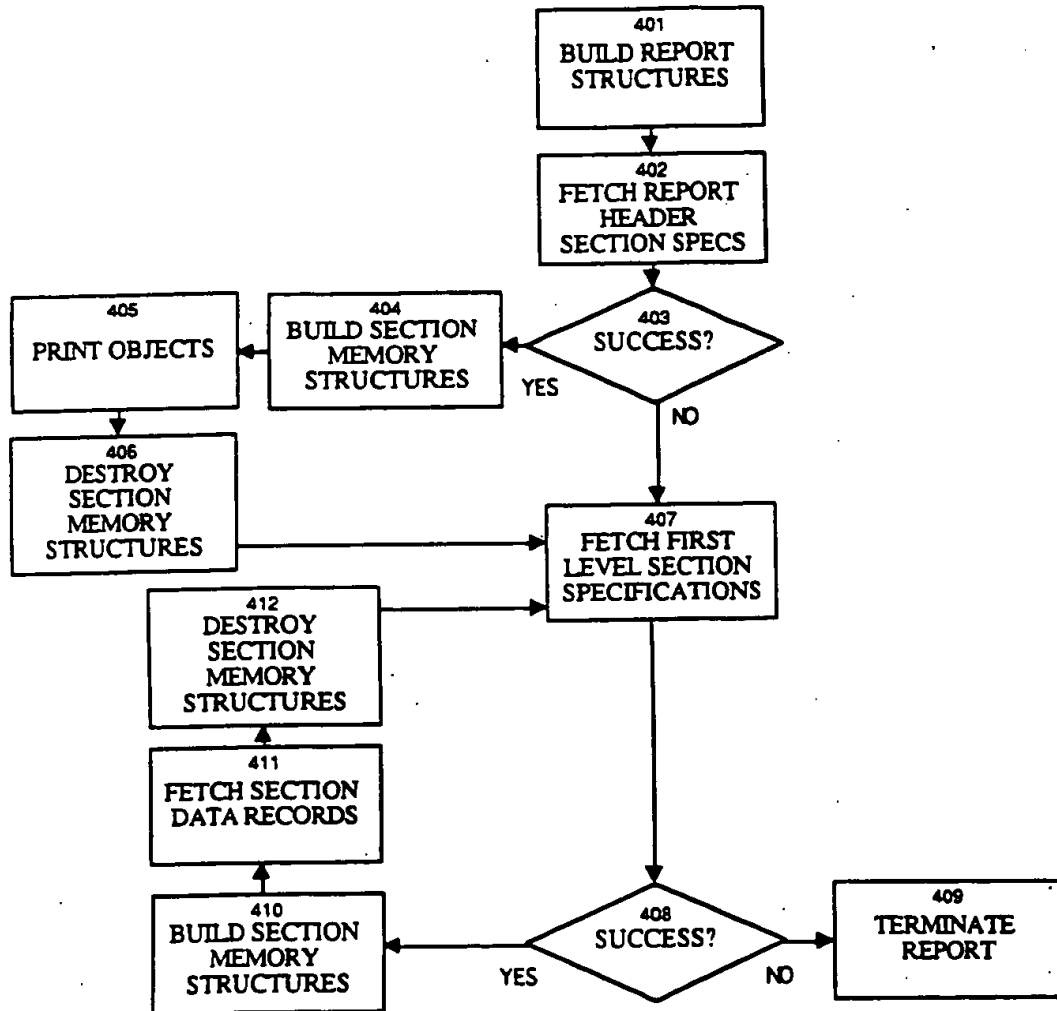 401
BUILD REPORT
STRUCTURES
402
FETCH REPORT
HEADER
SECTION SPECS
403
SUCCESS?
YES
NO
404
BUILD SECTION
MEMORY
STRUCTURES
405
PRINT OBJECTS
406
DESTROY
SECTION
MEMORY
STRUCTURES
407
FETCH FIRST
LEVEL SECTION
SPECIFICATIONS
412
DESTROY
SECTION
MEMORY
STRUCTURES
411
FETCH SECTION
DATA RECORDS
410
BUILD SECTION
MEMORY
STRUCTURES
408
SUCCESS?
YES
NO
409
TERMINATE
REPORT